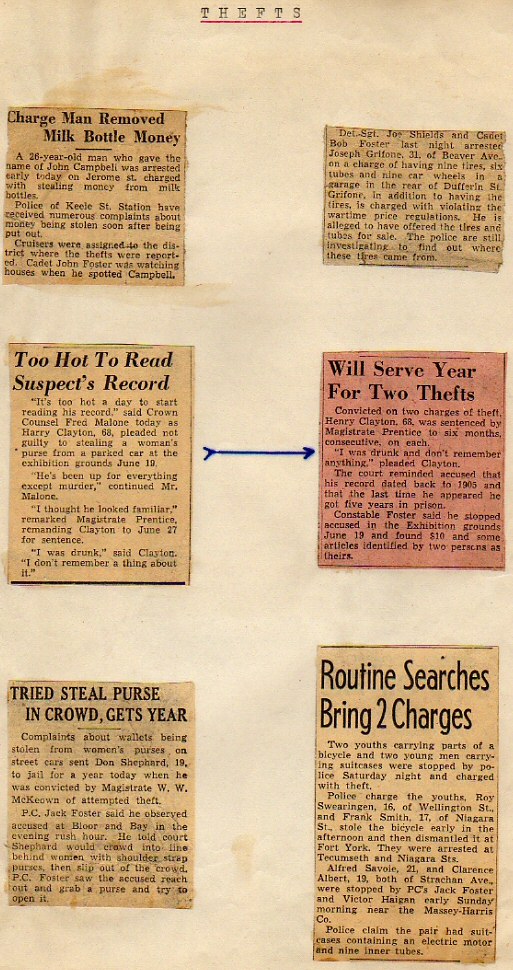 THEFTS
Charge Man Removed
Milk Bottle Money
A 26-year-old man who gave the
name of John Campbell was arrested
early today on Jerome st. charged
with stealing money from milk
bottles.
Police of Keele St. Station have
received numerous complaints about
money being stolen soon after being
put out.
Cruisers were assigned to the dis-
trict where the thefts were report-
ed. Cadet John Foster was watching
houses when he spotted Campbell.
Det.-Sgt. Joe Shields and Cadet
Bob Foster last night arrested
Joseph Grifone, 31, of Beaver Ave.
on a charge of having nine tires, six
tubes and nine car wheels in a
garage in the rear of Dufferin St.
Grifone, in addition to having the
tires, is charged with violating the
wartime price regulations. He is
alleged to have offered the tires and
tubes for sale. The police are still
investigating to find out where
these tires came from.
Too Hot To Read
Suspect's Record
"It's too hot a day to start
reading his record," said Crown
Counsel Fred Malone today as
Harry Clayton, 68, pleaded not
guilty to stealing a woman's
purse from a parked car at the
exhibition grounds June 19.
"He's been up for everything
except murder," continued Mr.
Malone.
"I thought he looked familiar,"
remarked Magistrate Prentice,
remanding Clayton to June 27
for sentence.
"I was drunk," said Clayton.
"I don't remember a thing about
it."
Will Serve Year
For Two Thefts
Convicted on two charges of theft,
Henry Clayton, 68, was sentenced by
Magistrate Prentice to six months,
consecutive, on each.
"I was drunk and don't remember
anything," pleaded Clayton.
The court reminded accused that
his record dated back to 1905 and
that the last time he appeared he
got five years in prison.
Constable Foster said he stopped
accused in the Exhibition grounds
June 19 and found $10 and some
articles identified by two persons as
theirs.
TRIED STEAL PURSE
IN CROWD, GETS YEAR
Complaints about wallets being
stolen from women's purses on
street cars sent Don Shephard, 19,
to jail for a year today when he
was convicted by Magistrate W. W.
McKeown of attempted theft.
P.C. Jack Foster said he observed
accused at Bloor and Bay in the
evening rush hour. He told court
Shephard would crowd into line
behind women with shoulder strap
purses, then slip out of the crowd.
P.C. Foster saw the accused reach
out and grab a purse and try to
open it.
Routine Searches
Bring 2 Charges
Two youths carrying parts of a
bicycle and two young men carry-
ing suitcases were stopped by po-
lice Saturday night and charged
with theft.
Police charge the youths, Roy
Swearingen, 16, of Wellington St.,
and Frank Smith, 17, of Niagara
St., stole the bicycle early in the
afternoon and then dismantled it at
Fort York. They were arrested at
Tecumseth and Niagara Sts.
Alfred Savoie, 21, and Clarence
Albert, 19, both of Strachan Ave.,
were stopped by PC's Jack Foster
and Victor Haigan early Sunday
morning near the Massey-Harris
Co.
Police claim the pair had suit-
cases containing an electric motor
and nine inner tubes.